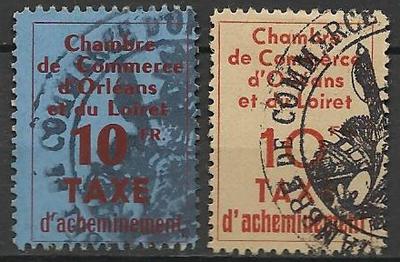 Chambre
de Commerce
d'Orléans
et du Loiret
10 FR.
TAXE
d'acheminement
Chambre
de Commerce
d'Orléans
et du Loiret
10
TAXE
d'acheminement
DE COMMERCE